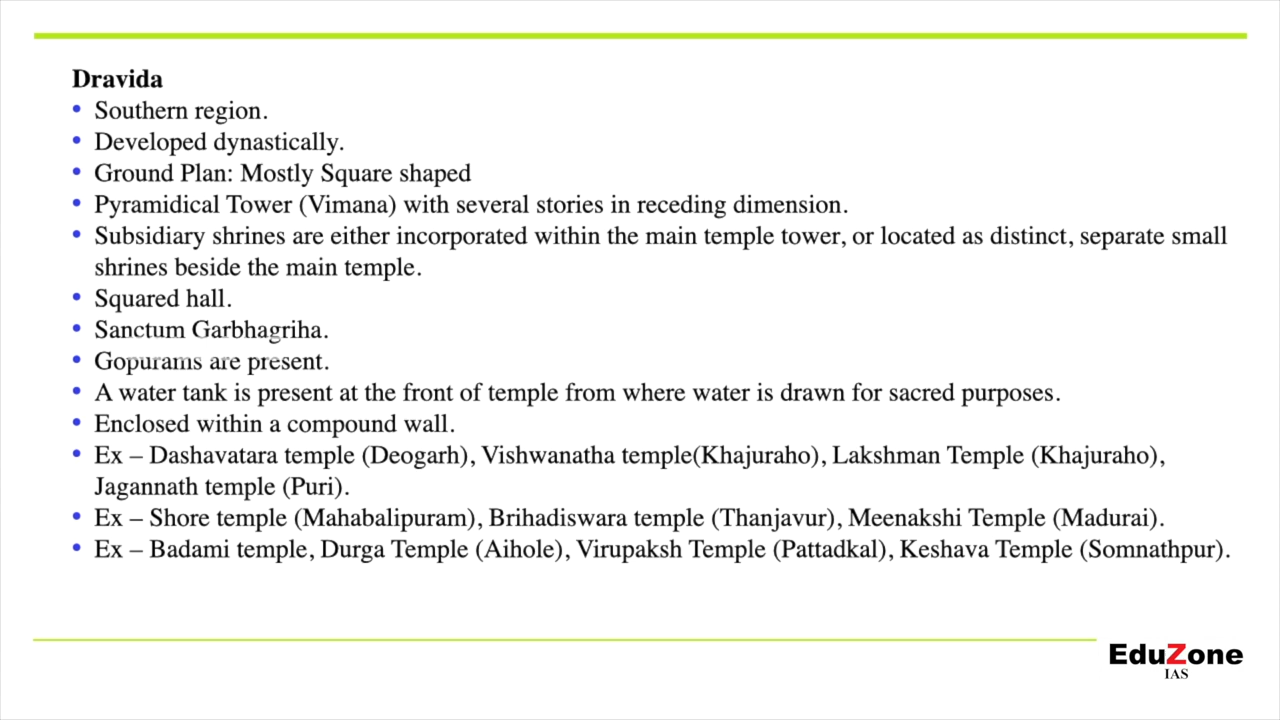 Dravida
• Southern region.
• Developed dynastically.
• Ground Plan: Mostly Square shaped
• Pyramidical Tower (Vimana) with several stories in receding dimension.
• Subsidiary shrines are either incorporated within the main temple tower, or located as distinct, separate small
shrines beside the main temple.
• Squared hall.
• Sanctum Garbhagriha.
• Gopurams are present.
• A water tank is present at the front of temple from where water is drawn for sacred purposes.
• Enclosed within a compound wall.
• Ex – Dashavatara temple (Deogarh), Vishwanatha temple(Khajuraho), Lakshman Temple (Khajuraho),
Jagannath temple (Puri).
• Ex – Shore temple (Mahabalipuram), Brihadiswara temple (Thanjavur), Meenakshi Temple (Madurai).
• Ex – Badami temple, Durga Temple (Aihole), Virupaksh Temple (Pattadkal), Keshava Temple (Somnathpur).
EduZone
IAS